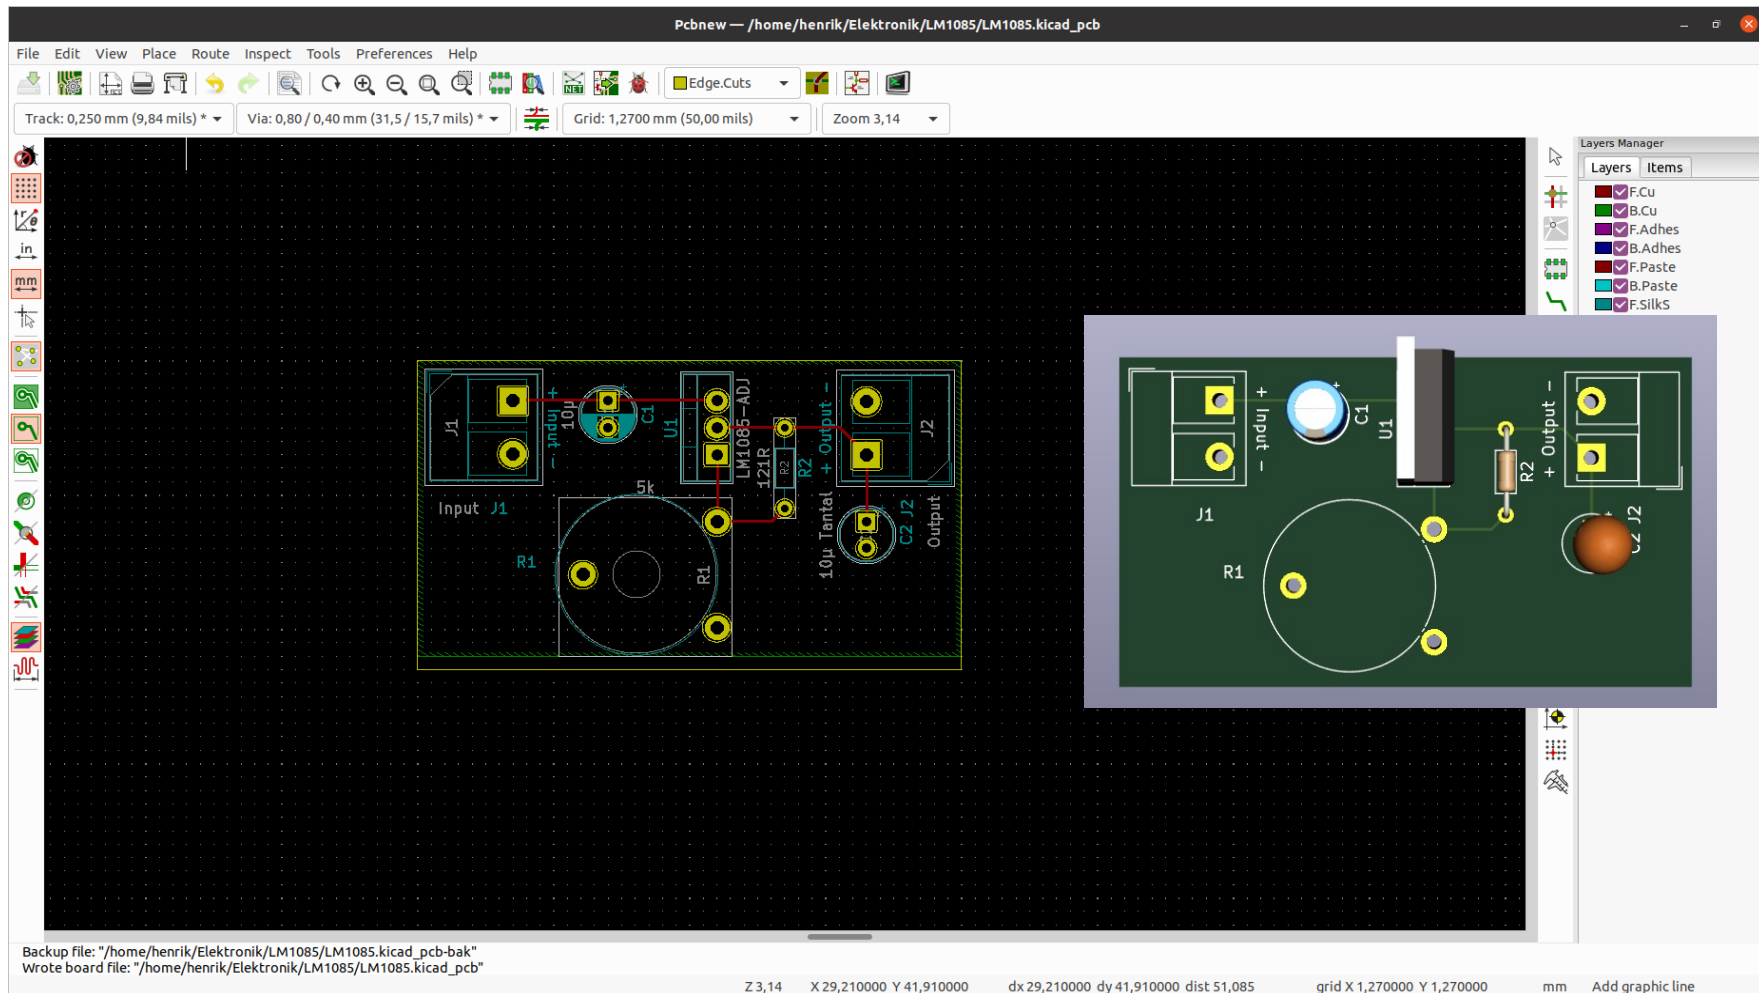 Pcbnew — /home/henrik/Elektronik/LM1085/LM1085.kicad_pcb
File Edit View Place Route Inspect Tools Preferences Help
NET
Edge.Cuts
Track: 0,250 mm (9,84 mils) * Via: 0,80 / 0,40 mm (31,5 / 15,7 mils) * Grid: 1,2700 mm (50,00 mils) Zoom 3,14
Layers Manager
Layers Items
F.Cu
B.Cu
F.Adhes
B.Adhes
F.Paste
B.Paste
F.SilkS
in
mm
J1
+ Input -
10µ
C1
U1
LM1085-ADJ
121R
R2
R2
+ Output -
J2
Input J1
5k
R1
R1
10µ Tantal
C2 J2
Output
+ Input -
C1
U1
R2
+ Output -
J1
J2
C2
R1
Backup file: "/home/henrik/Elektronik/LM1085/LM1085.kicad_pcb-bak"
Wrote board file: "/home/henrik/Elektronik/LM1085/LM1085.kicad_pcb"
Z 3,14 X 29,210000 Y 41,910000 dx 29,210000 dy 41,910000 dist 51,085 grid X 1,270000 Y 1,270000 mm Add graphic line